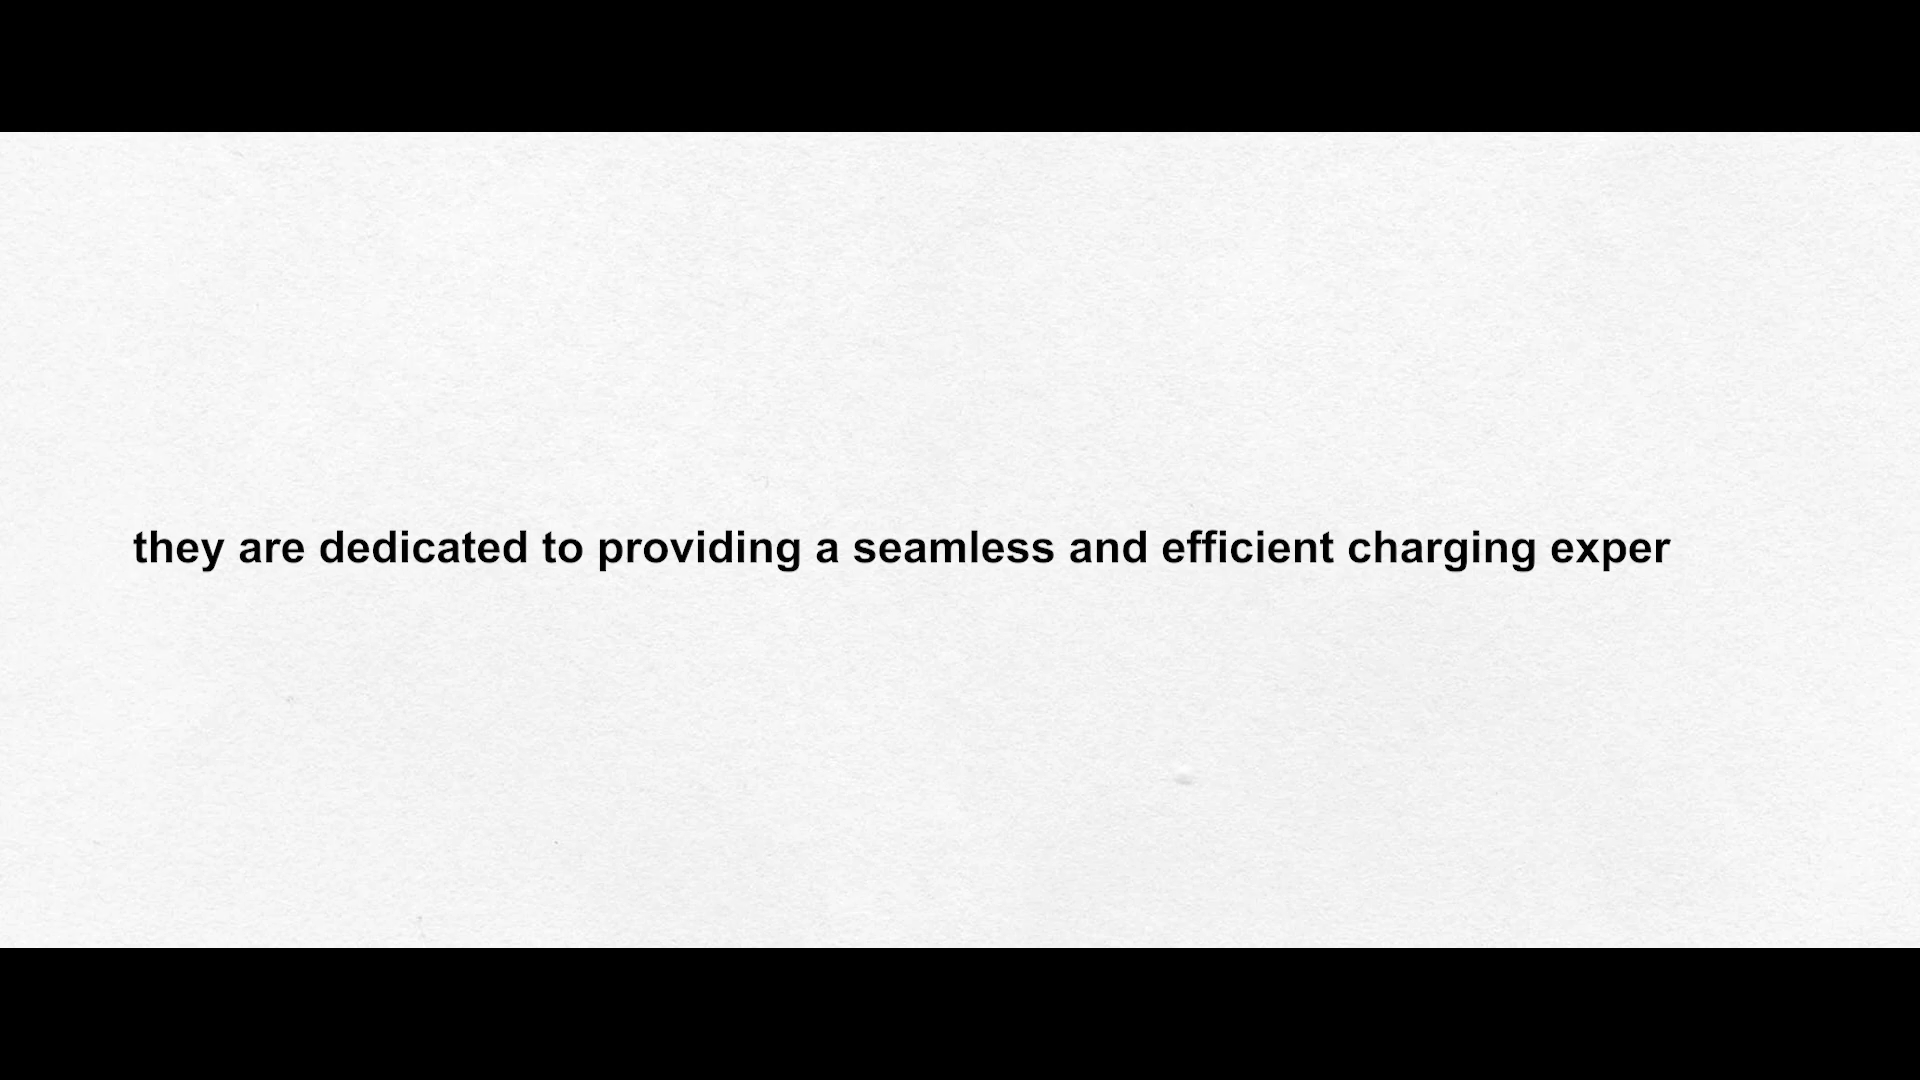 they are dedicated to providing a seamless and efficient charging exper